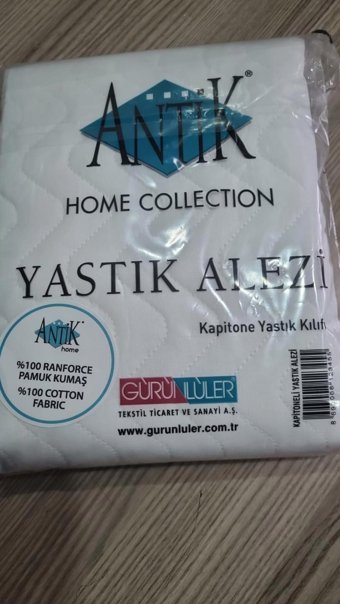 ANTİK®
HOME COLLECTION
YASTIK ALEZİ
Kapitone Yastık Kılıfı
ANTİK
home
%100 RANFORCE
PAMUK KUMAŞ
%100 COTTON
FABRIC
GÜRÜNLÜLER
TEKSTİL TİCARET VE SANAYİ A.Ş.
www.gurunluler.com.tr
KAPİTONELİ YASTIK ALEZİ